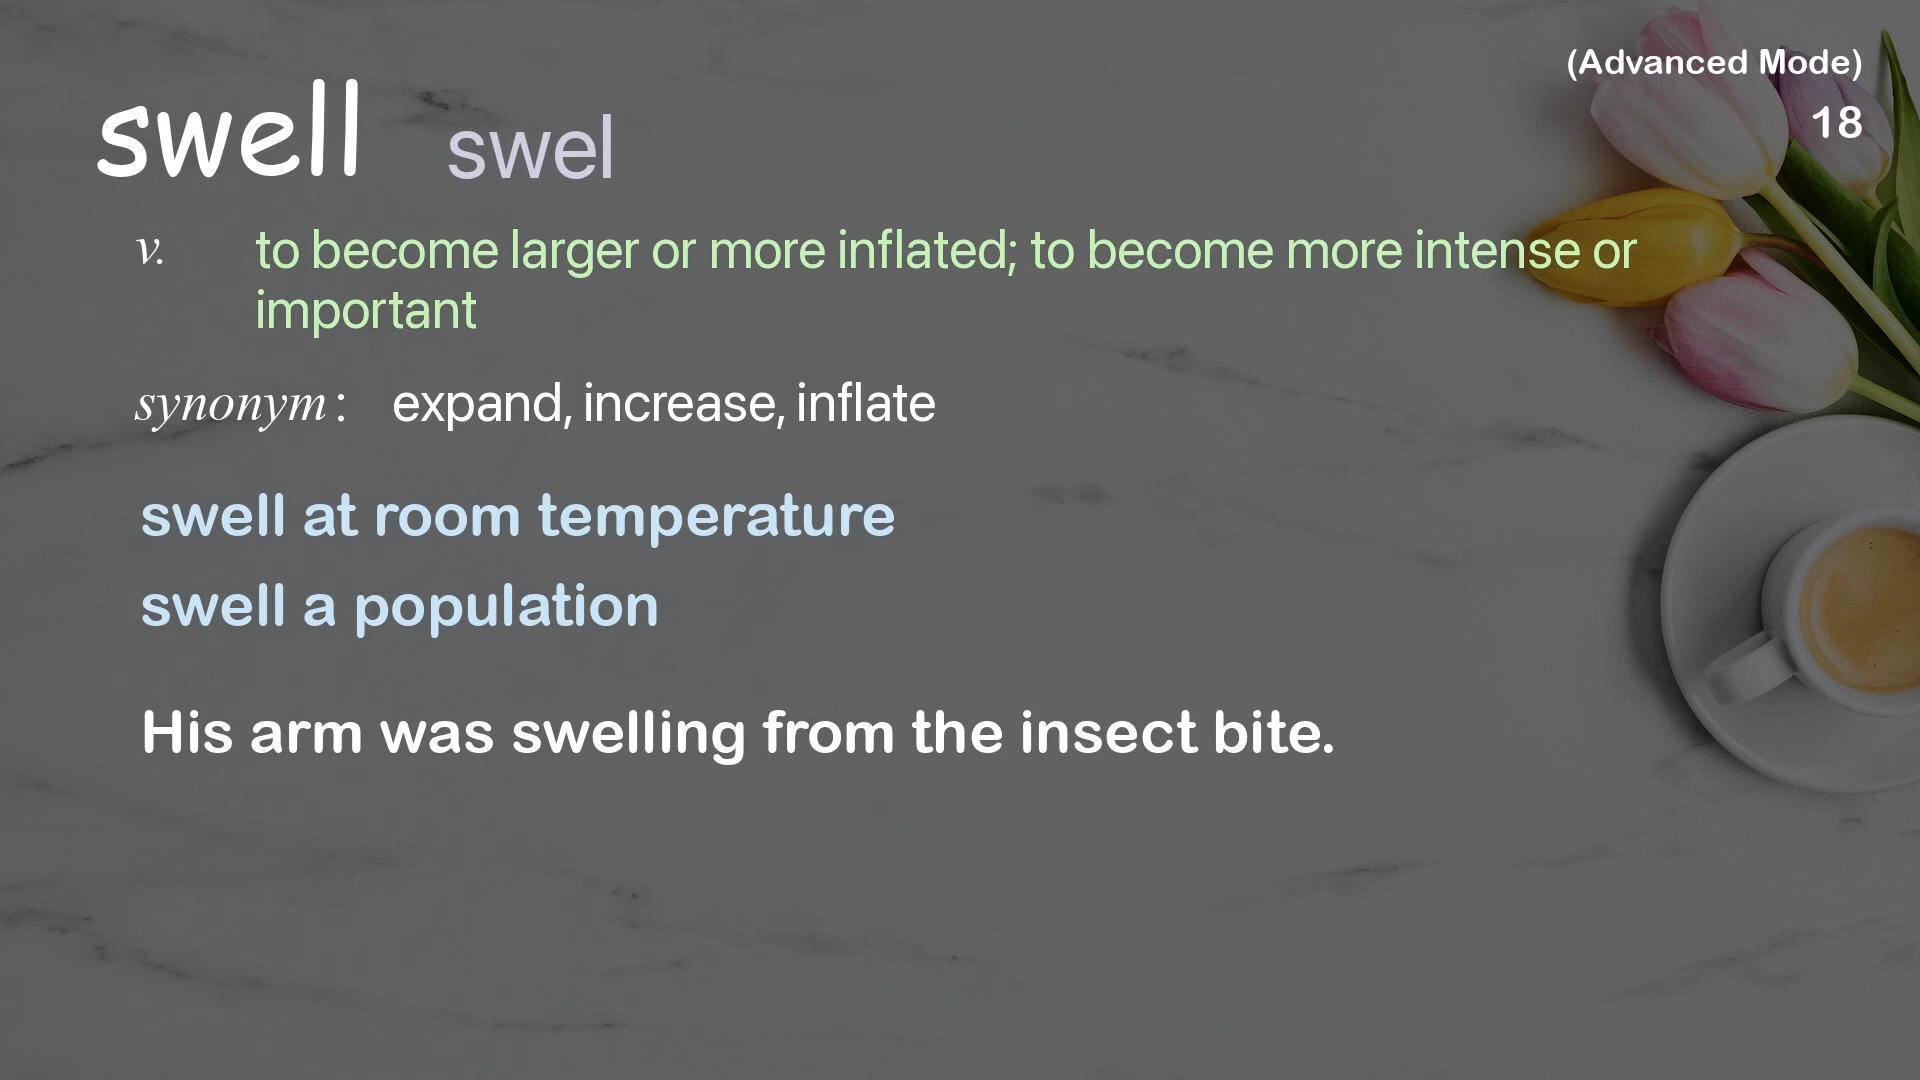 (Advanced Mode)
18
swell swel
v. to become larger or more inflated; to become more intense or
important
synonym: expand, increase, inflate
swell at room temperature
swell a population
His arm was swelling from the insect bite.